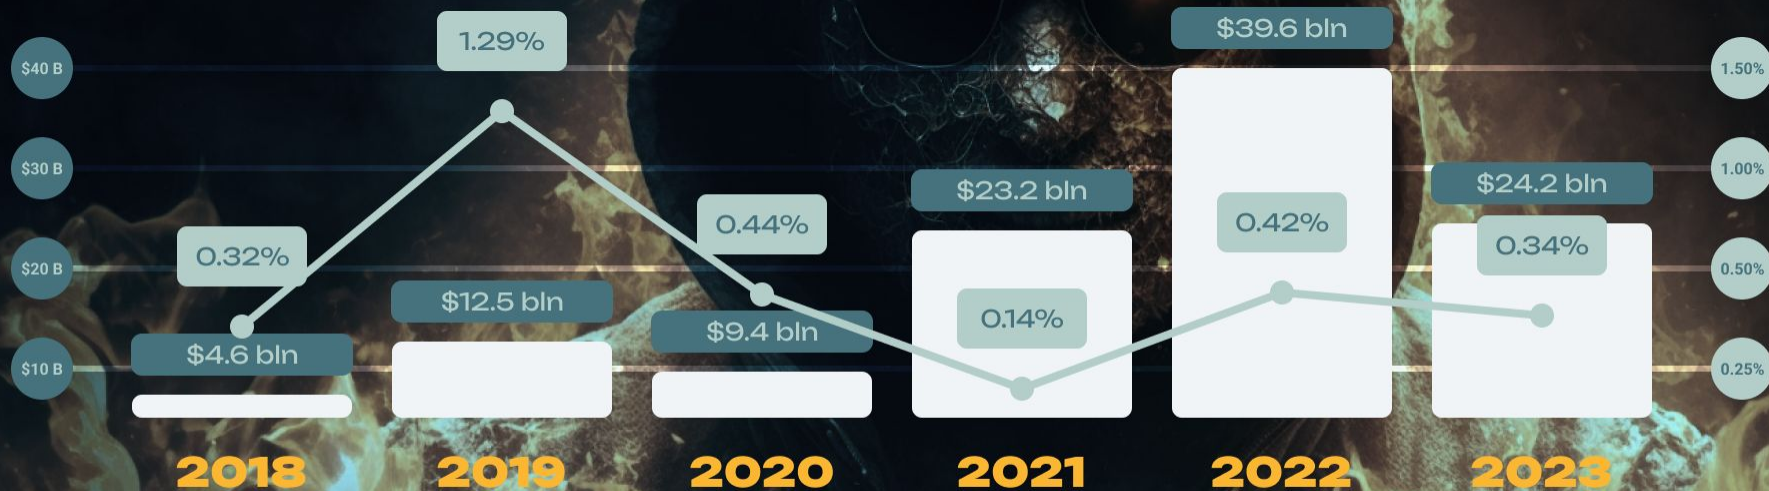 1.29%
$39.6 bln
$40 B
1.50%
$30 B
1.00%
$23.2 bln
$24.2 bln
0.32%
0.44%
0.42%
0.34%
$20 B
0.50%
$12.5 bln
$9.4 bln
0.14%
$4.6 bln
$10 B
0.25%
2018 2019 2020 2021 2022 2023